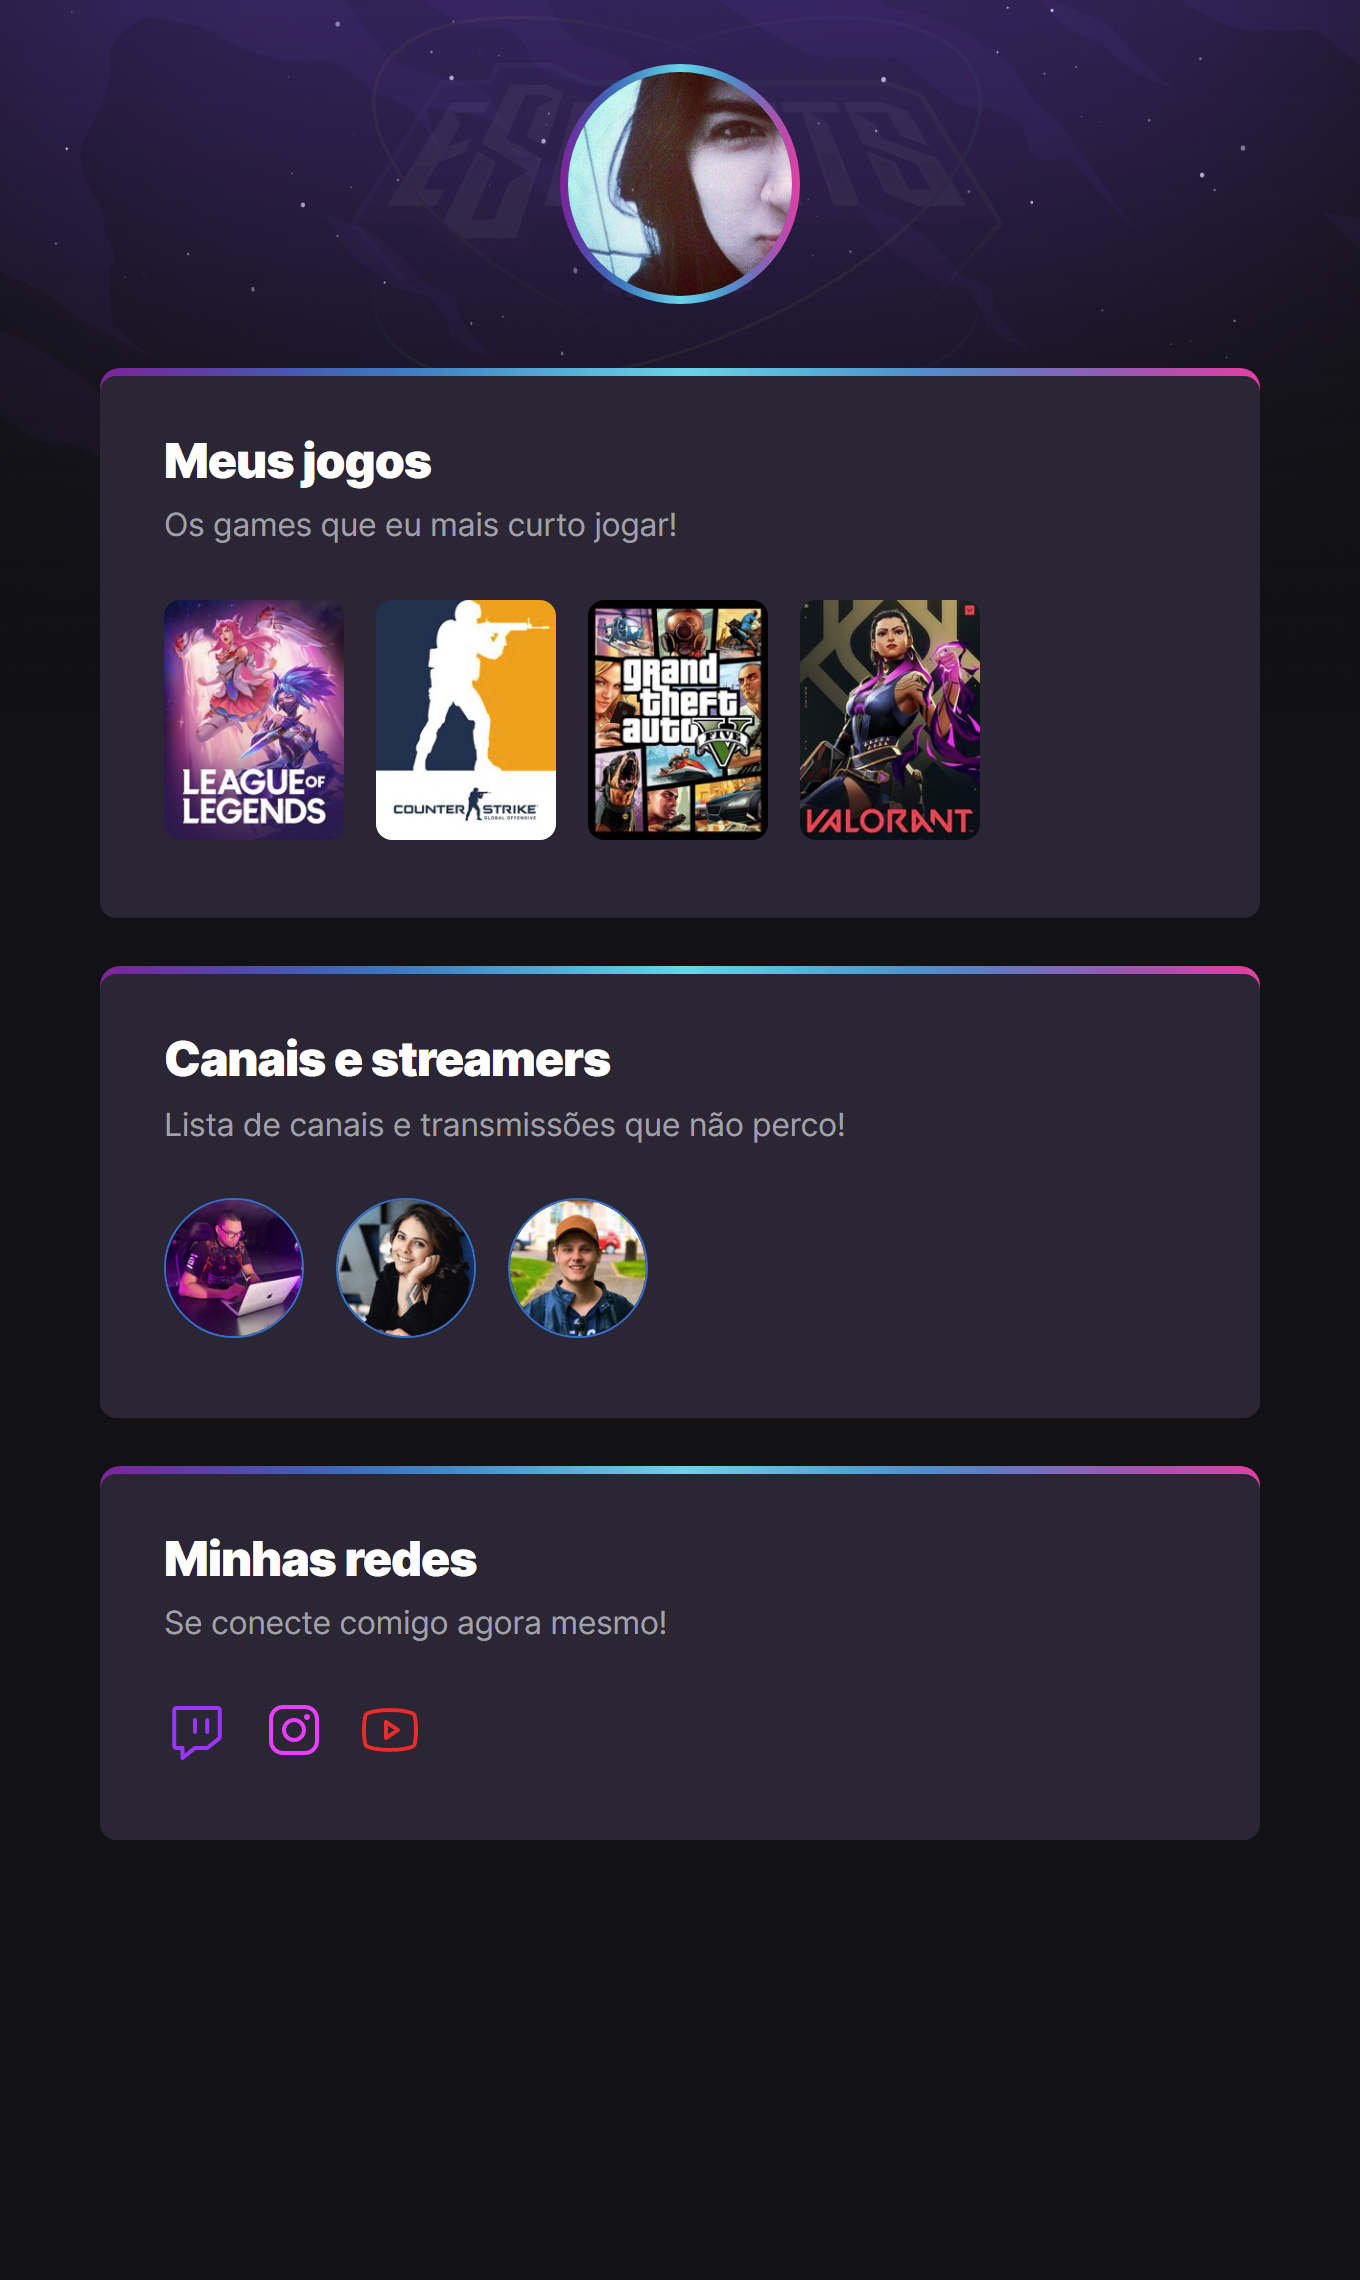 ESPORTS
Meus jogos
Os games que eu mais curto jogar!
LEAGUE OF
LEGENDS
COUNTER STRIKE
GLOBAL OFFENSIVE
grand
theft
auto
V
FIVE
VALORANT
Canais e streamers
Lista de canais e transmissões que não perco!
Minhas redes
Se conecte comigo agora mesmo!